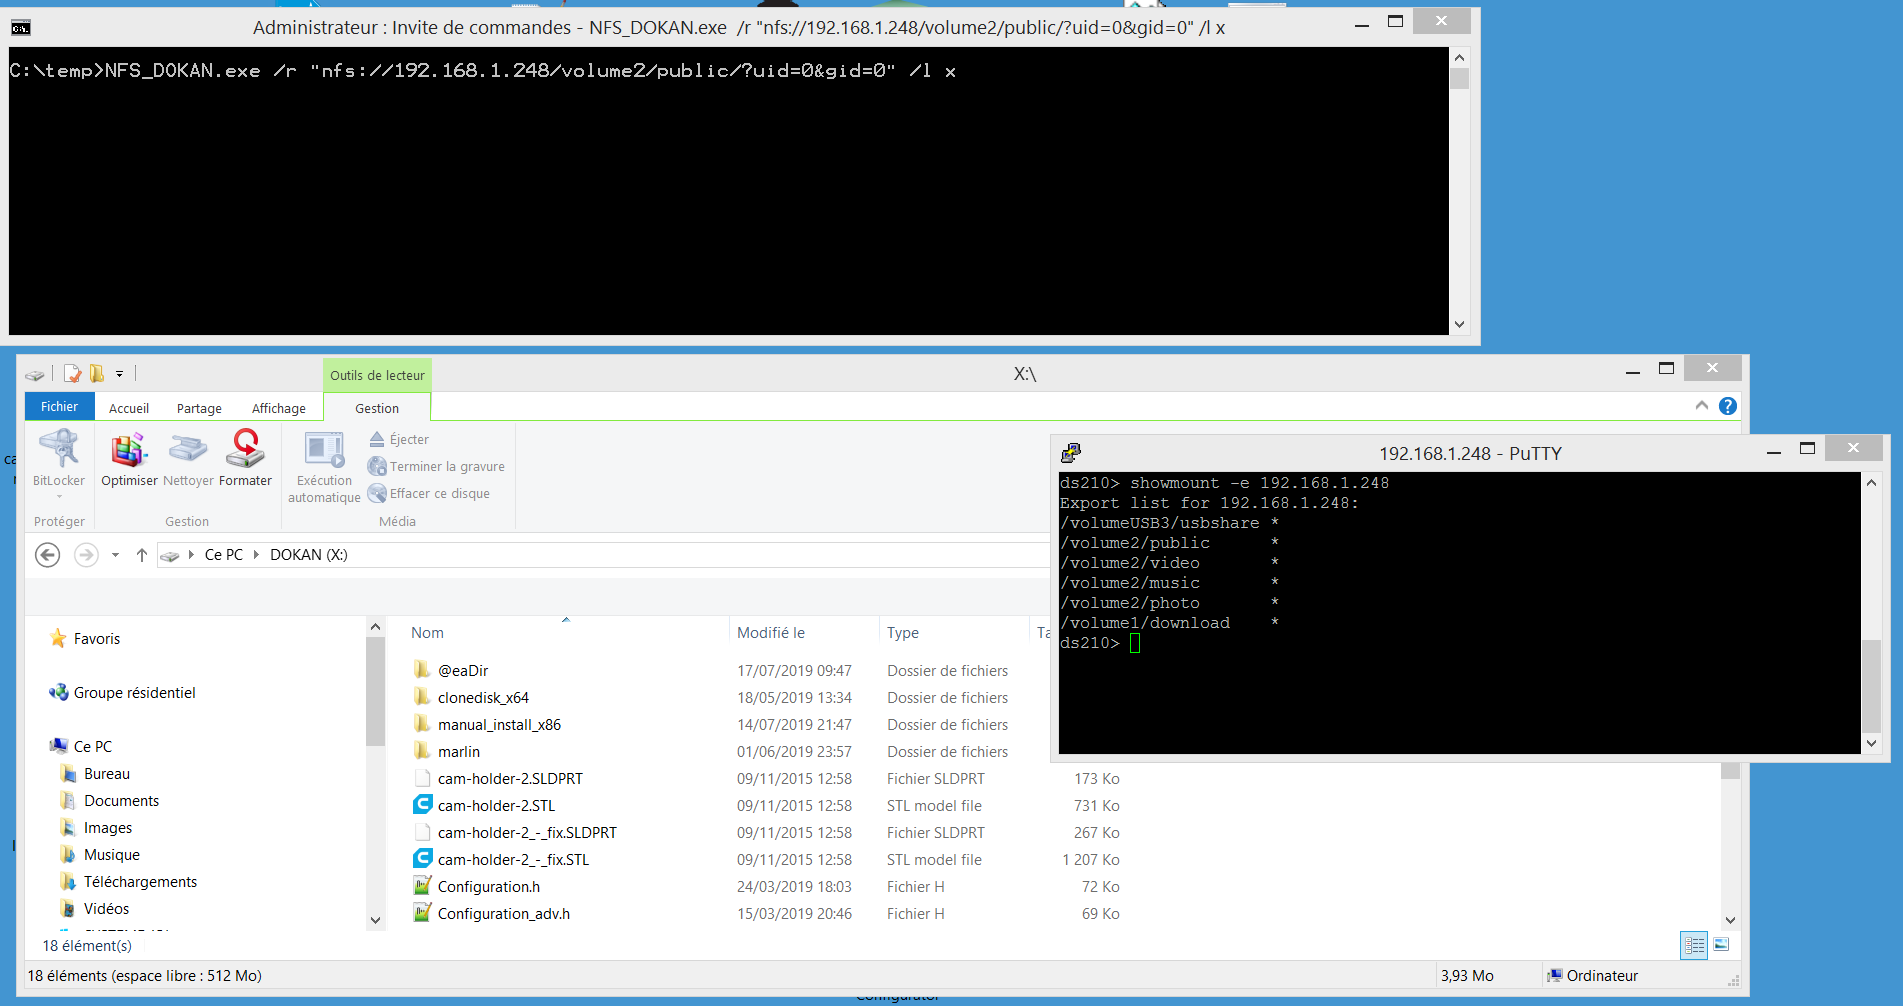 Administrateur : Invite de commandes - NFS_DOKAN.exe  /r "nfs://192.168.1.248/volume2/public/?uid=0&gid=0" /l x
C:\temp>NFS_DOKAN.exe /r "nfs://192.168.1.248/volume2/public/?uid=0&gid=0" /l x
Outils de lecteur
X:\
Fichier
Accueil
Partage
Affichage
Gestion
BitLocker
Optimiser
Nettoyer
Formater
Exécution
automatique
Éjecter
Terminer la gravure
Effacer ce disque
Protéger
Gestion
Média
Ce PC
DOKAN (X:)
192.168.1.248 - PuTTY
ds210> showmount -e 192.168.1.248
Export list for 192.168.1.248:
/volumeUSB3/usbshare *
/volume2/public      *
/volume2/video       *
/volume2/music       *
/volume2/photo       *
/volume1/download    *
ds210>
Favoris
Groupe résidentiel
Ce PC
Bureau
Documents
Images
Musique
Téléchargements
Vidéos
Nom Modifié le Type
@eaDir 17/07/2019 09:47 Dossier de fichiers
clonedisk_x64 18/05/2019 13:34 Dossier de fichiers
manual_install_x86 14/07/2019 21:47 Dossier de fichiers
marlin 01/06/2019 23:57 Dossier de fichiers
cam-holder-2.SLDPRT 09/11/2015 12:58 Fichier SLDPRT 173 Ko
cam-holder-2.STL 09/11/2015 12:58 STL model file 731 Ko
cam-holder-2_-_fix.SLDPRT 09/11/2015 12:58 Fichier SLDPRT 267 Ko
cam-holder-2_-_fix.STL 09/11/2015 12:58 STL model file 1 207 Ko
Configuration.h 24/03/2019 18:03 Fichier H 72 Ko
Configuration_adv.h 15/03/2019 20:46 Fichier H 69 Ko
18 élément(s)
18 éléments (espace libre : 512 Mo)
3,93 Mo
Ordinateur